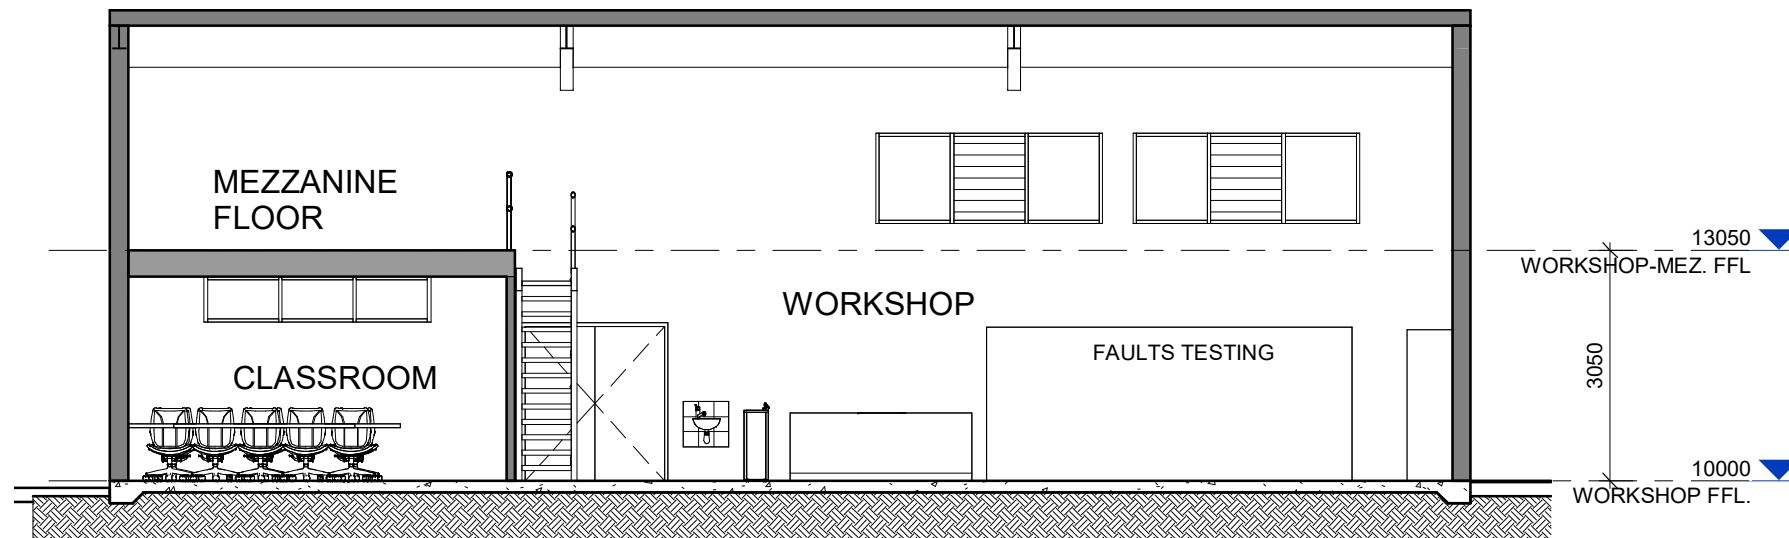 MEZZANINE
FLOOR
13050
WORKSHOP-MEZ. FFL
WORKSHOP
FAULTS TESTING
3050
CLASSROOM
10000
WORKSHOP FFL.